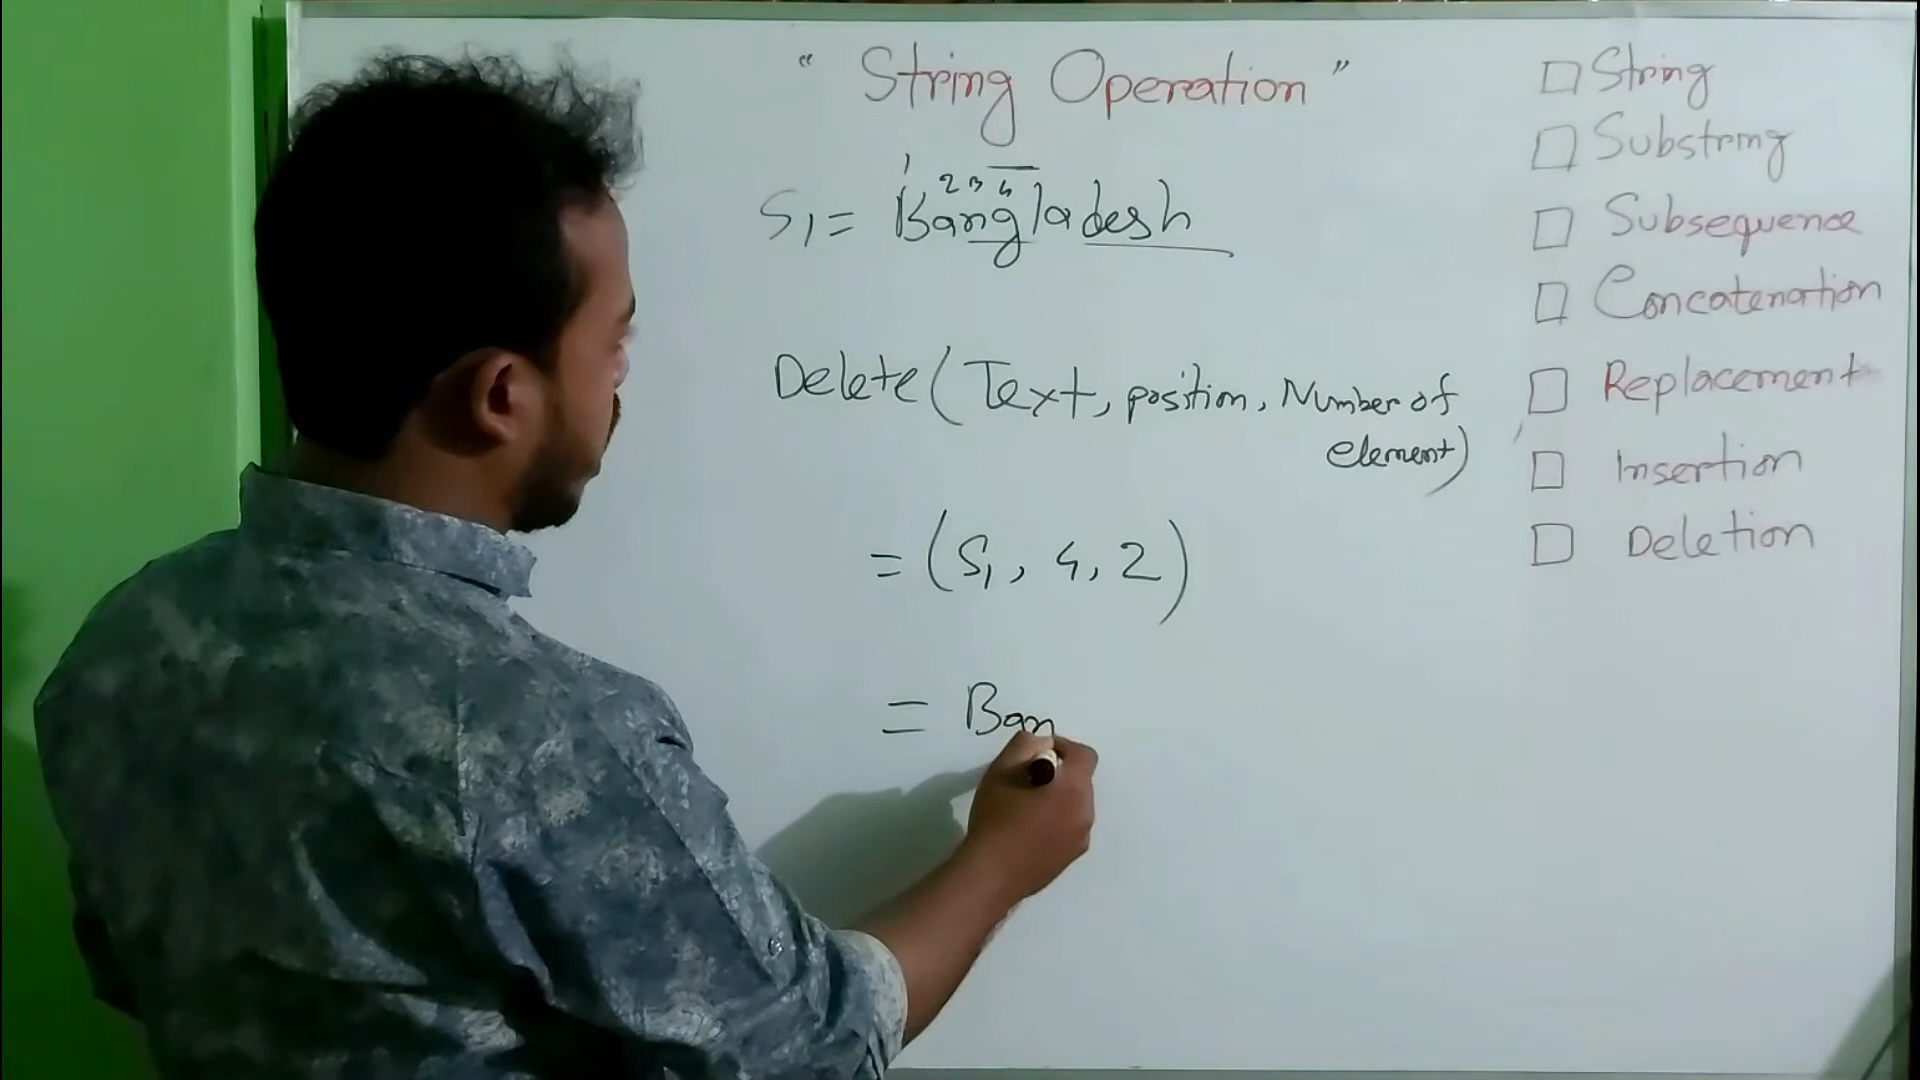 “ String Operation ”
1
2 3 4
S1 = Bangladesh
Delete (Text, position, Number of
element)
= (S1, 4, 2)
= Ban
□ String
□ Substring
□ Subsequence
□ Concatenation
□ Replacement
□ Insertion
□ Deletion